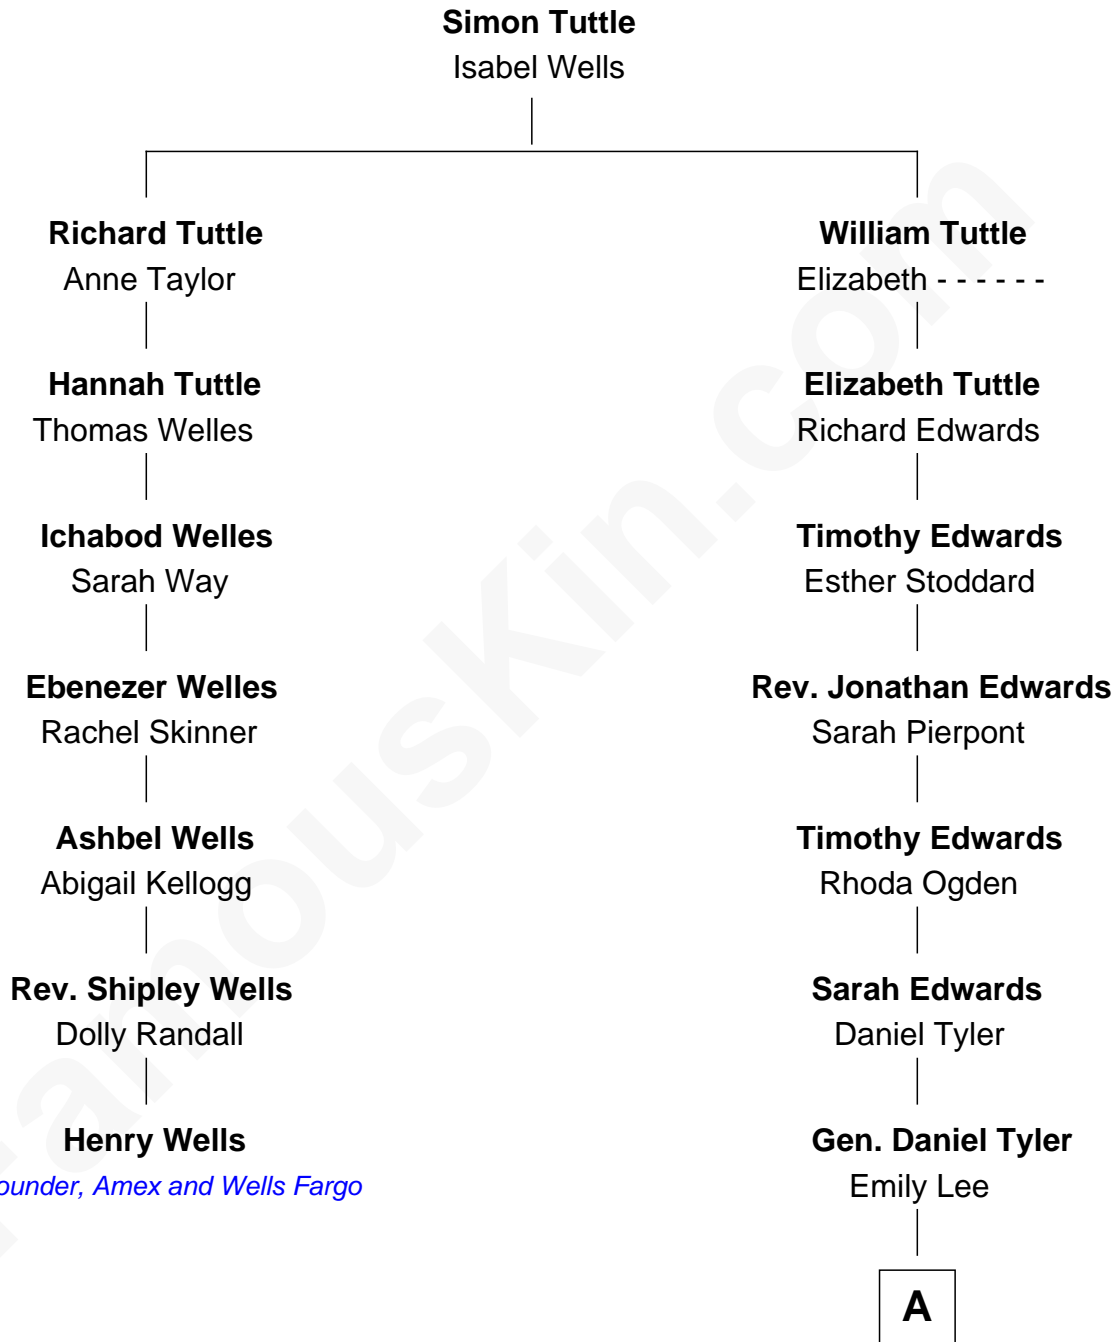 Simon Tuttle
Isabel Wells
Richard Tuttle
Anne Taylor
Hannah Tuttle
Thomas Welles
Ichabod Welles
Sarah Way
Ebenezer Welles
Rachel Skinner
Ashbel Wells
Abigail Kellogg
Rev. Shipley Wells
Dolly Randall
Henry Wells
ounder, Amex and Wells Fargo
William Tuttle
Elizabeth - - - - - -
Elizabeth Tuttle
Richard Edwards
Timothy Edwards
Esther Stoddard
Rev. Jonathan Edwards
Sarah Pierpont
Timothy Edwards
Rhoda Ogden
Sarah Edwards
Daniel Tyler
Gen. Daniel Tyler
Emily Lee
A
FamousKin.com